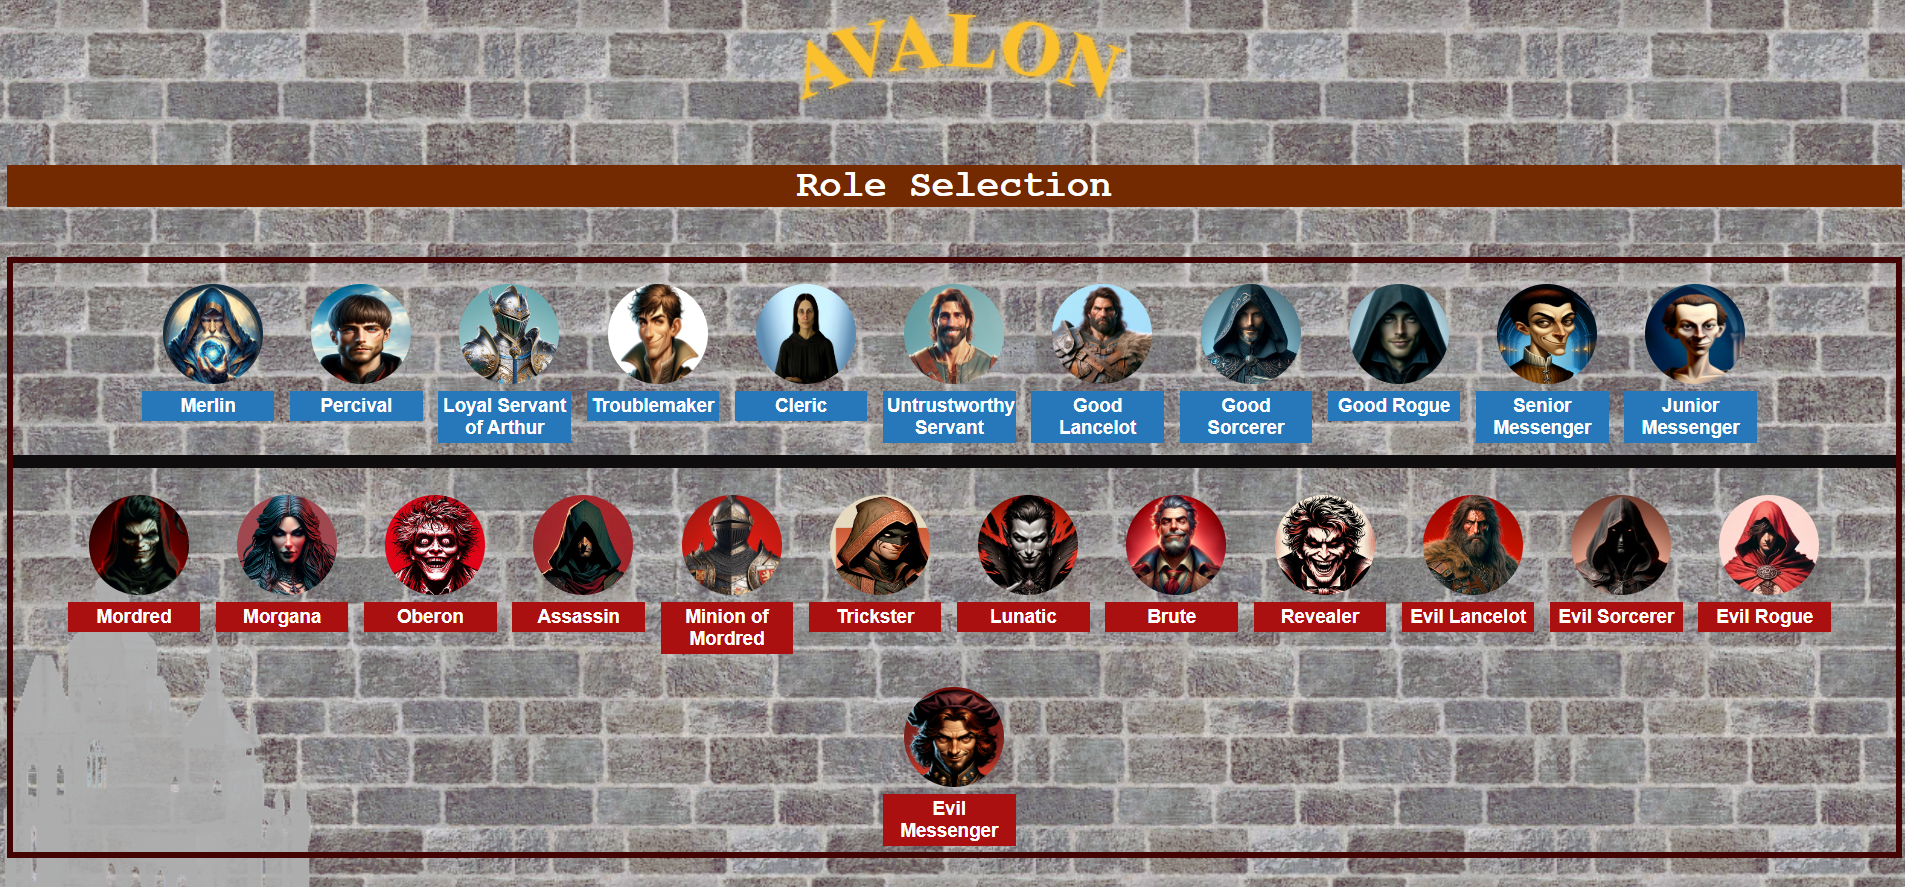 AVALON
Role Selection
Merlin
Percival
Loyal Servant
of Arthur
Troublemaker
Cleric
Untrustworthy
Servant
Good
Lancelot
Good
Sorcerer
Good Rogue
Senior
Messenger
Junior
Messenger
Mordred
Morgana
Oberon
Assassin
Minion of
Mordred
Trickster
Lunatic
Brute
Revealer
Evil Lancelot
Evil Sorcerer
Evil Rogue
Evil
Messenger